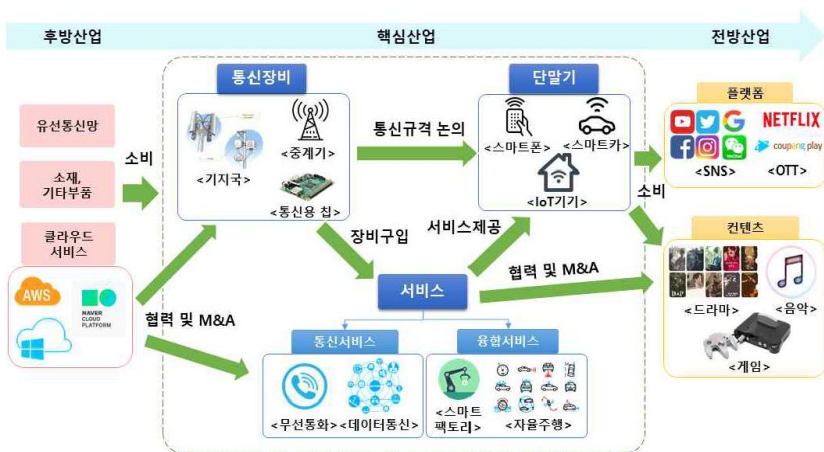 후방산업
핵심산업
전방산업
통신장비
단말기
플랫폼
유선통신망
소재,
기타부품
클라우드
서비스
AWS
NAVER
CLOUD
PLATFORM
소비
협력 및 M&A
<기지국>
<중계기>
<통신용 칩>
통신규격 논의
장비구입
서비스제공
<스마트폰>
<스마트카>
<IoT기기>
소비
협력 및 M&A
서비스
통신서비스
<무선통화>
<데이터통신>
융합서비스
<스마트
팩토리>
<자율주행>
NETFLIX
coupang play
<SNS>
<OTT>
컨텐츠
<드라마>
<음악>
<게임>